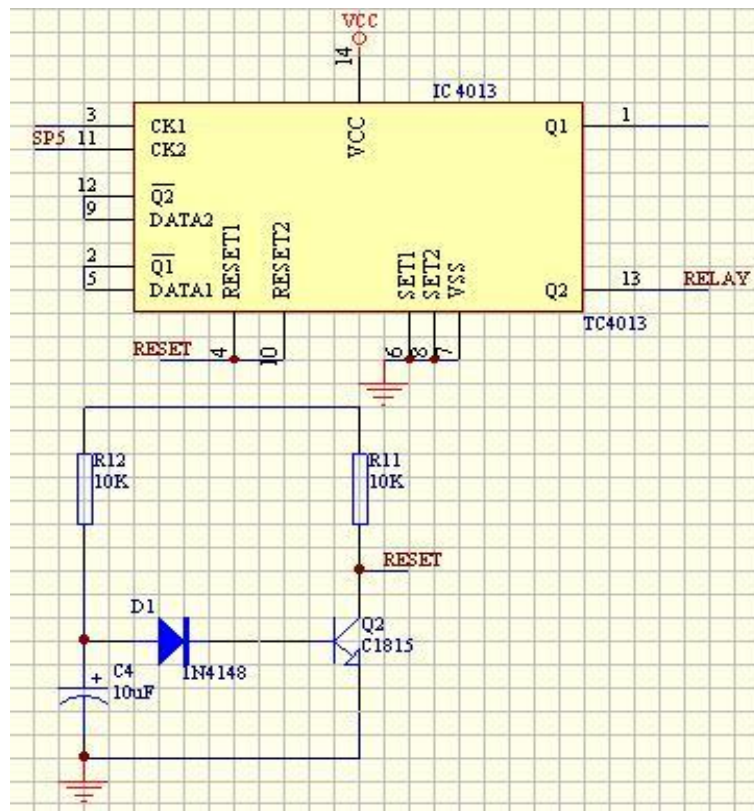 VCC
14
IC 4013
3 CK1 VCC Q1 1
SP5 11 CK2
12 Q2
9 DATA2
2 Q1
5 DATA1 RESET1 RESET2 SET1 SET2 VSS Q2 13 RELAY
TC4013
RESET 4 10 6 8 7
R12
10K
R11
10K
RESET
D1
1N4148
Q2
C1815
C4
+
10uF